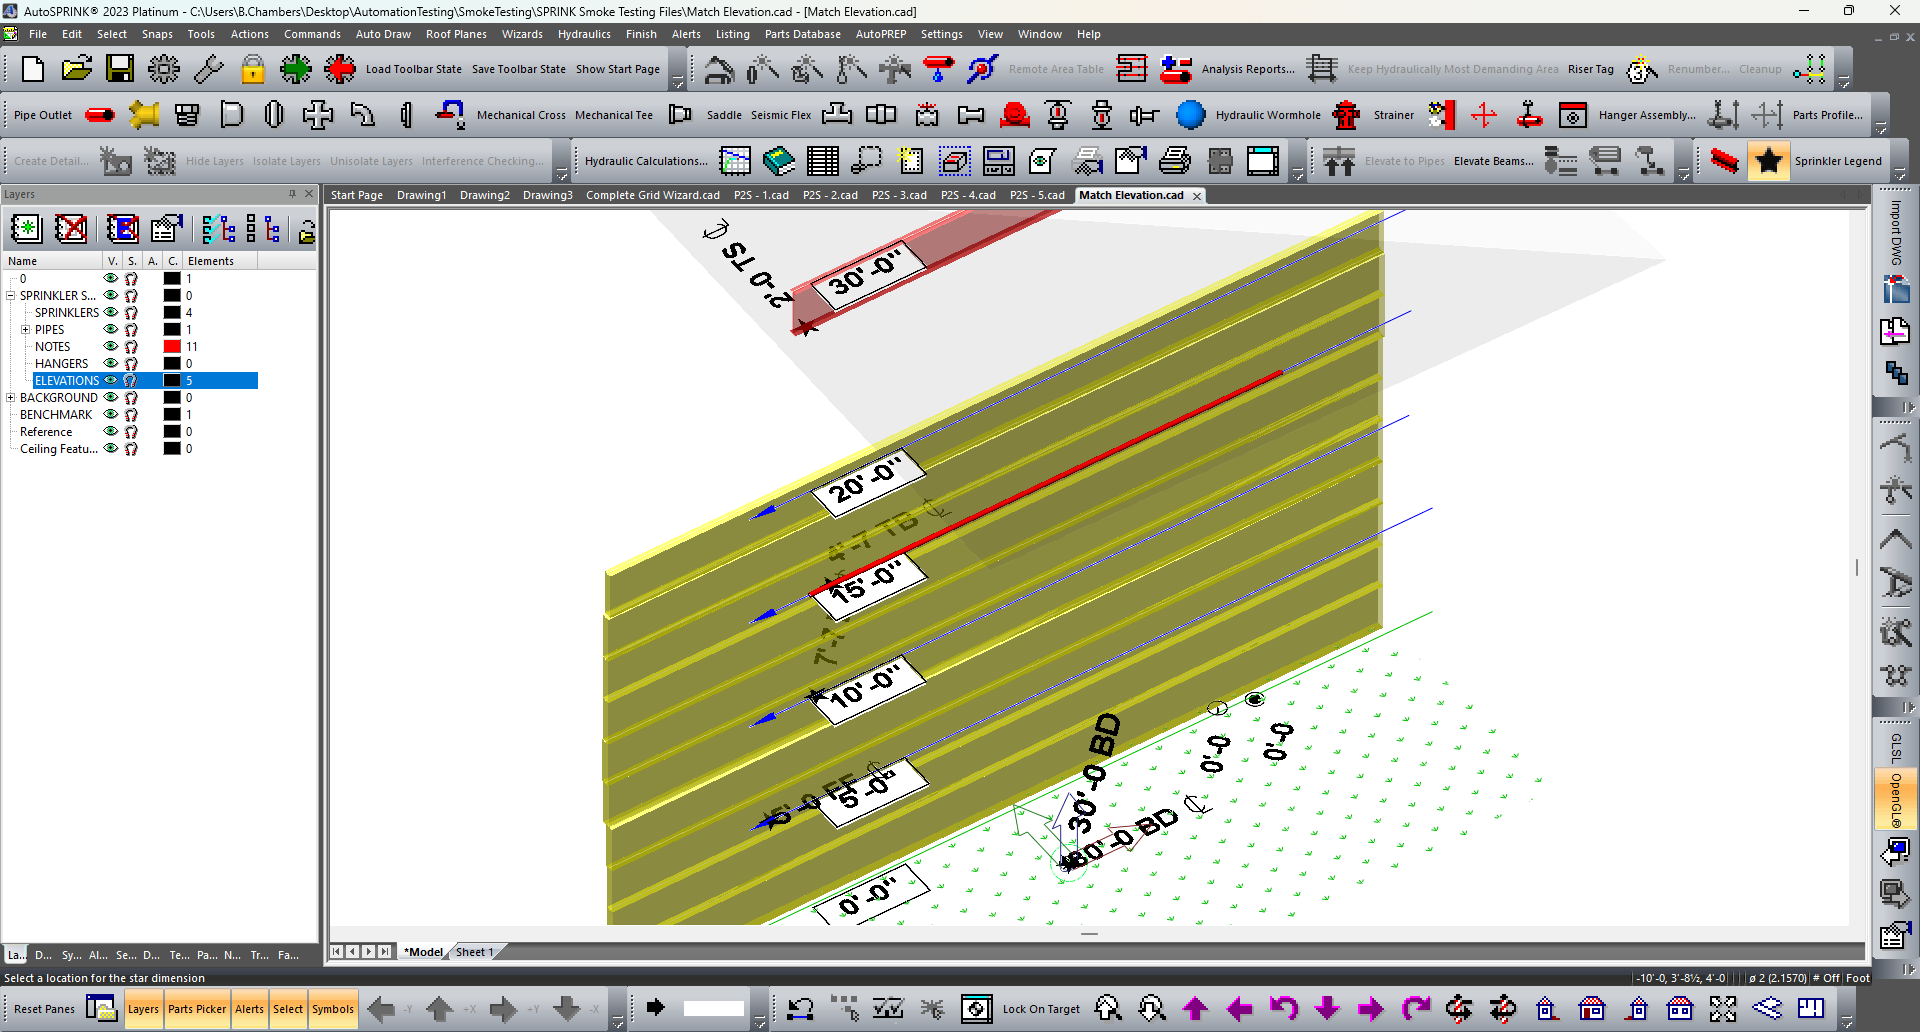 AutoSPRINK® 2023 Platinum - C:\Users\B.Chambers\Desktop\AutomationTesting\SmokeTesting\SPRINK Smoke Testing Files\Match Elevation.cad - [Match Elevation.cad]
File Edit Select Snaps Tools Actions Commands Auto Draw Roof Planes Wizards Hydraulics Finish Alerts Listing Parts Database AutoPREP Settings View Window Help
Load Toolbar State Save Toolbar State Show Start Page Remote Area Table Analysis Reports... Keep Hydraulically Most Demanding Area Riser Tag Renumber... Cleanup
Pipe Outlet Mechanical Cross Mechanical Tee Saddle Seismic Flex Hydraulic Wormhole Strainer Hanger Assembly... Parts Profile...
Create Detail... Hide Layers Isolate Layers Unisolate Layers Interference Checking... Hydraulic Calculations... Elevate to Pipes Elevate Beams... Sprinkler Legend
Layers
Start Page Drawing1 Drawing2 Drawing3 Complete Grid Wizard.cad P2S - 1.cad P2S - 2.cad P2S - 3.cad P2S - 4.cad P2S - 5.cad Match Elevation.cad
Name V. S. A. C. Elements
0 1
SPRINKLER S... 0
SPRINKLERS 4
PIPES 1
NOTES 11
HANGERS 0
ELEVATIONS 5
BACKGROUND 0
BENCHMARK 1
Reference 0
Ceiling Featu... 0
2'-0 TS
30'-0"
20'-0"
4'-7 TB
15'-0"
10'-0"
5'-0"
0'-0"
30'-0 BD
0'-0
0'-0
Import DWG
GLSL
OpenGL®
La... D... Sy... Al... Se... D... Te... Pa... N... Tr... Fa...
*Model Sheet 1
Select a location for the star dimension
-10'-0, 3'-8½, 4'-0 ø 2 (2.1570) # Off Foot
Reset Panes Layers Parts Picker Alerts Select Symbols -Y +X +Y -X Lock On Target